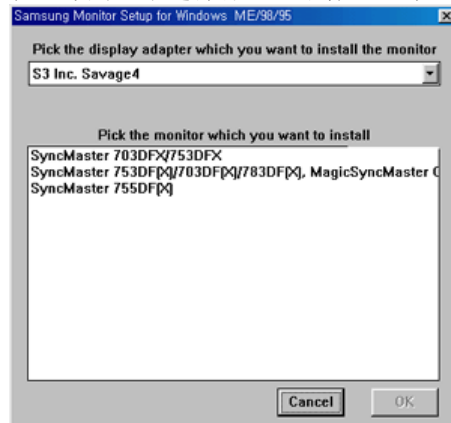 Samsung Monitor Setup for Windows ME/98/95
Pick the display adapter which you want to install the monitor
S3 Inc. Savage4
Pick the monitor which you want to install
SyncMaster 703DFX/753DFX
SyncMaster 753DF[X]/703DF[X]/783DF[X], MagicSyncMaster
SyncMaster 755DF[X]
Cancel
OK